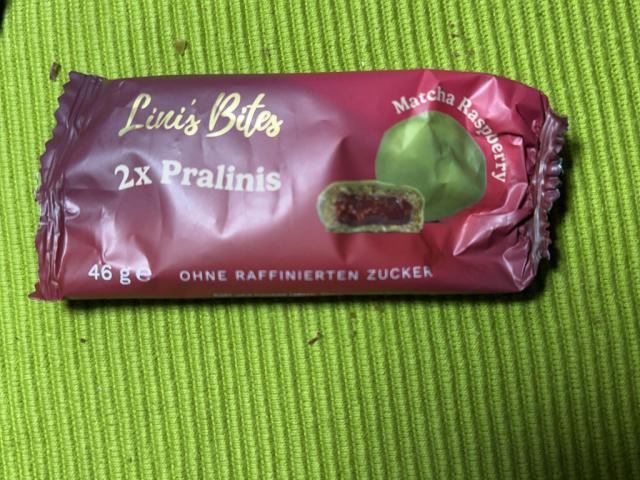 Lini's Bites
2x Pralinis
Matcha Raspberry
46 g e
OHNE RAFFINIERTEN ZUCKER